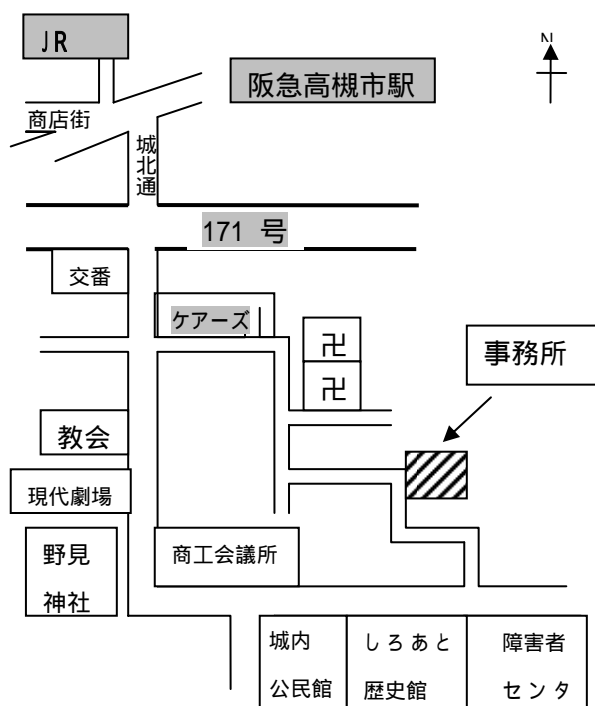 JR
N
阪急高槻市駅
商店街
城北通
171 号
交番
ケアーズ
卍
卍
事務所
教会
現代劇場
野見
神社
商工会議所
城内
公民館
しろあと
歴史館
障害者
センタ